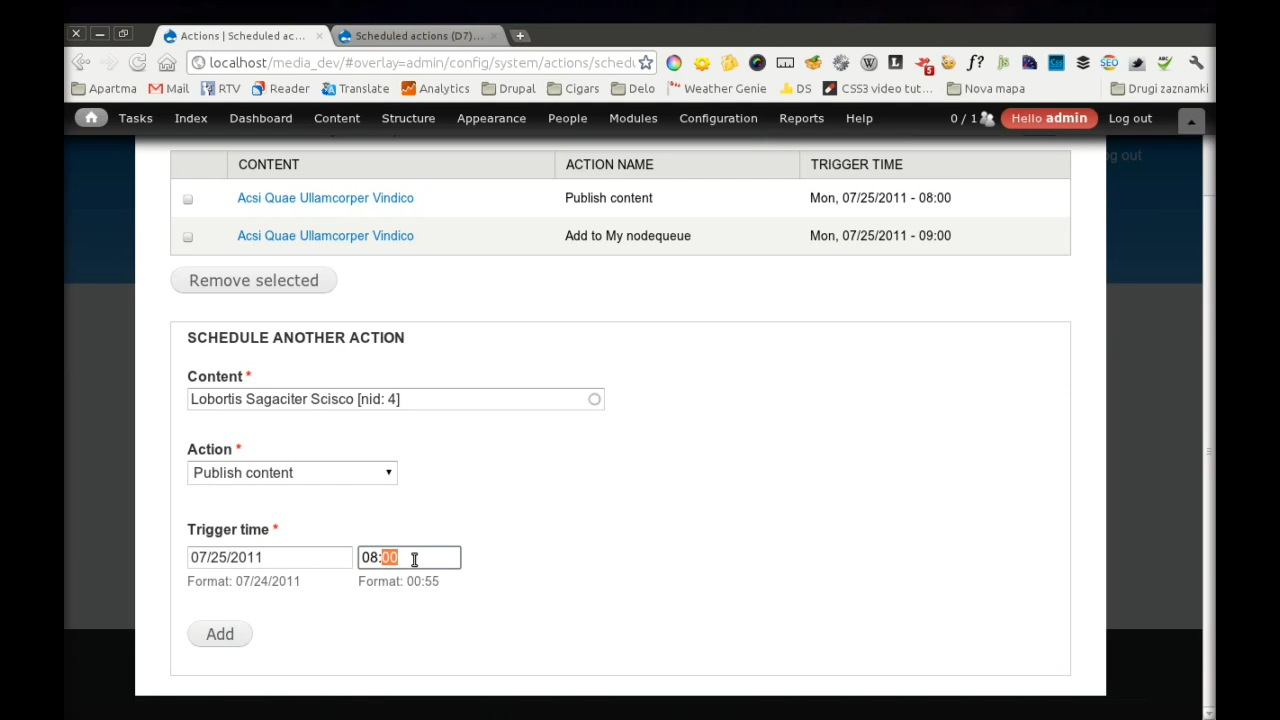 Actions | Scheduled ac...
Scheduled actions (D7)...
localhost/media_dev/#overlay=admin/config/system/actions/schedu
5
Apartma
Mail
RTV
Reader
Translate
Analytics
Drupal
Cigars
Delo
Weather Genie
DS
CSS3 video tut...
Nova mapa
Drugi zaznamki
Tasks
Index
Dashboard
Content
Structure
Appearance
People
Modules
Configuration
Reports
Help
0 / 1
Hello admin
Log out
og out
CONTENT ACTION NAME TRIGGER TIME
Acsi Quae Ullamcorper Vindico Publish content Mon, 07/25/2011 - 08:00
Acsi Quae Ullamcorper Vindico Add to My nodequeue Mon, 07/25/2011 - 09:00
Remove selected
SCHEDULE ANOTHER ACTION
Content *
Lobortis Sagaciter Scisco [nid: 4]
Action *
Publish content
Trigger time *
07/25/2011 08:00
Format: 07/24/2011 Format: 00:55
Add